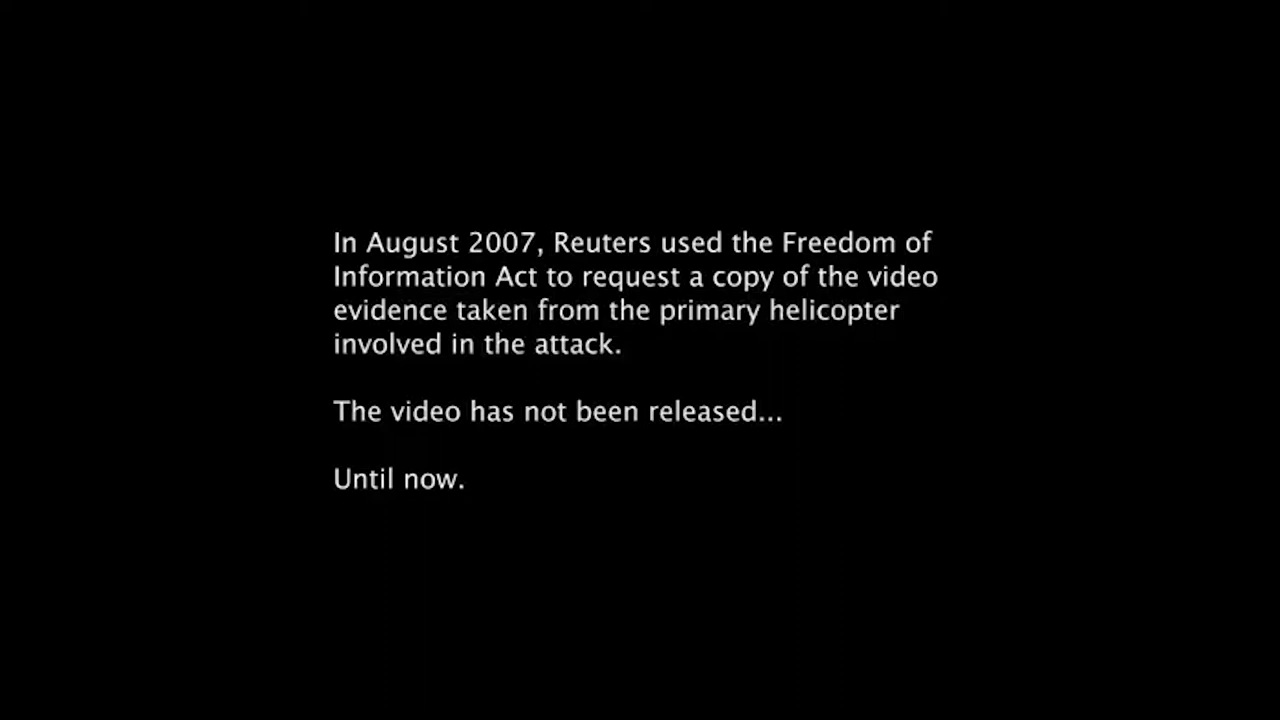 In August 2007, Reuters used the Freedom of
Information Act to request a copy of the video
evidence taken from the primary helicopter
involved in the attack.
The video has not been released...
Until now.